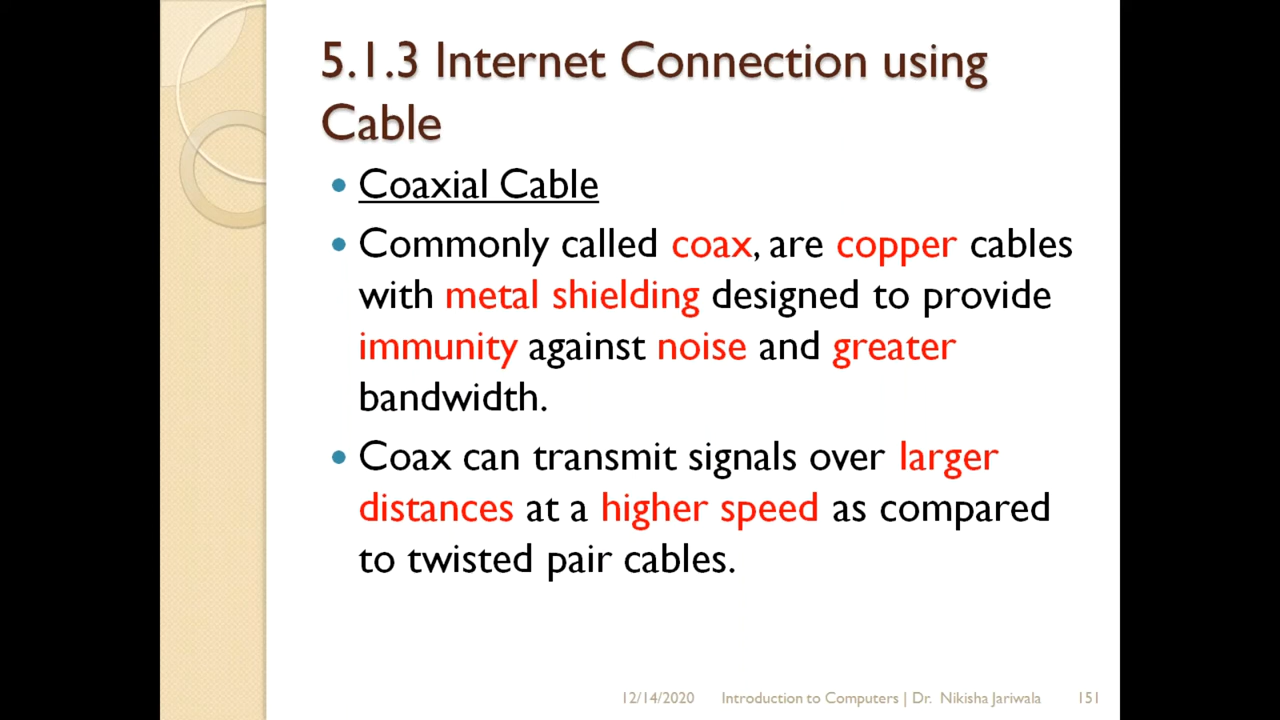 5.1.3 Internet Connection using
Cable
• Coaxial Cable
• Commonly called coax, are copper cables
with metal shielding designed to provide
immunity against noise and greater
bandwidth.
• Coax can transmit signals over larger
distances at a higher speed as compared
to twisted pair cables.
12/14/2020 Introduction to Computers | Dr. Nikisha Jariwala 151